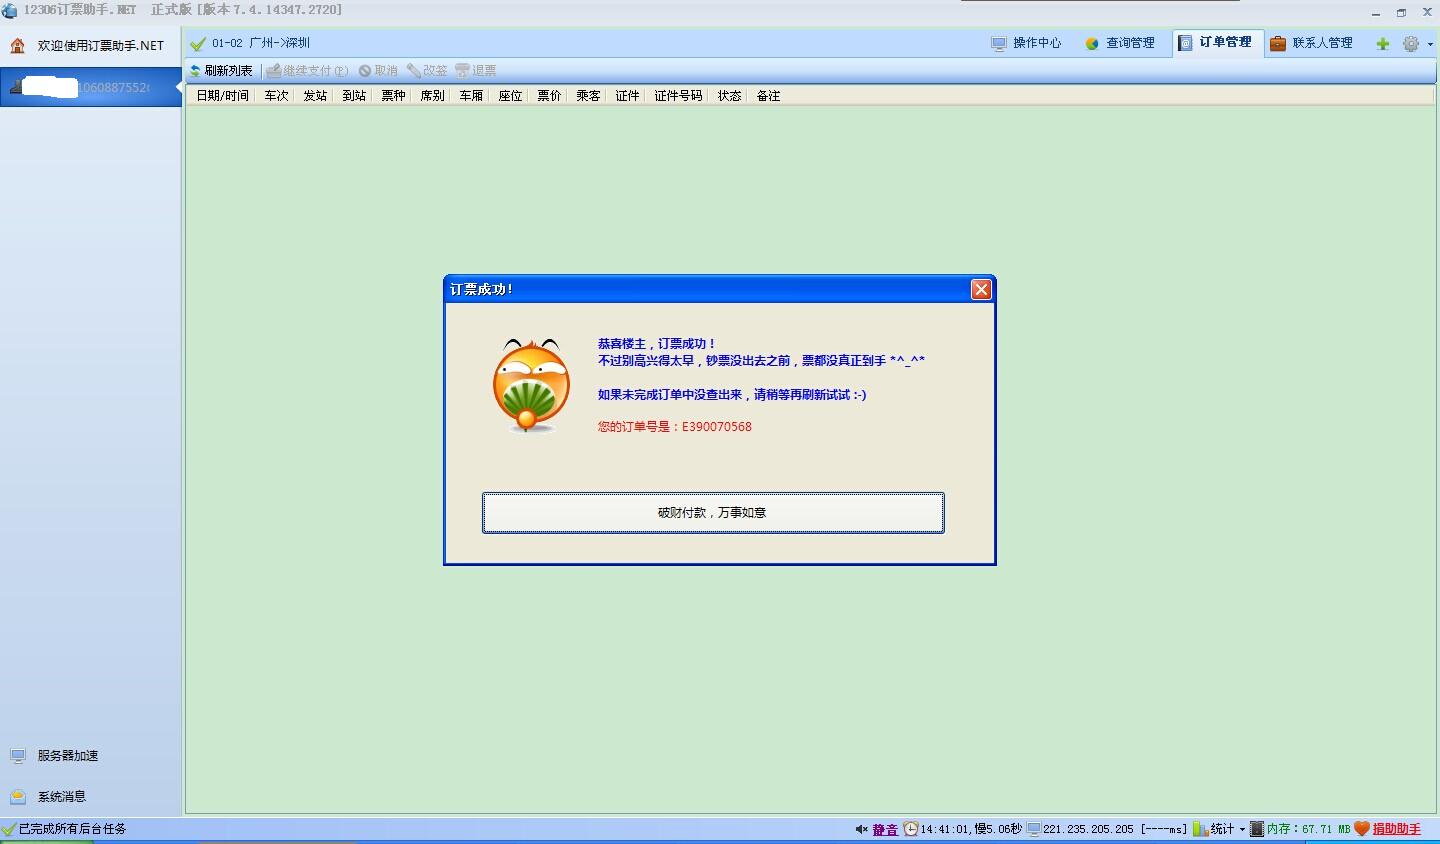 12306订票助手.NET 正式版 [版本 7.4.14347.2720]
欢迎使用订票助手.NET
01-02 广州->深圳
操作中心
查询管理
订单管理
联系人管理
刷新列表
继续支付(P)
取消
改签
退票
1060887552
日期/时间 车次 发站 到站 票种 席别 车厢 座位 票价 乘客 证件 证件号码 状态 备注
订票成功!
恭喜楼主，订票成功！
不过别高兴得太早，钞票没出去之前，票都没真正到手 *^_^*
如果未完成订单中没查出来，请稍等再刷新试试 :-)
您的订单号是：E390070568
破财付款，万事如意
服务器加速
系统消息
已完成所有后台任务
静音
14:41:01,慢5.06秒
221.235.205.205 [----ms]
统计
内存：67.71 MB
捐助助手